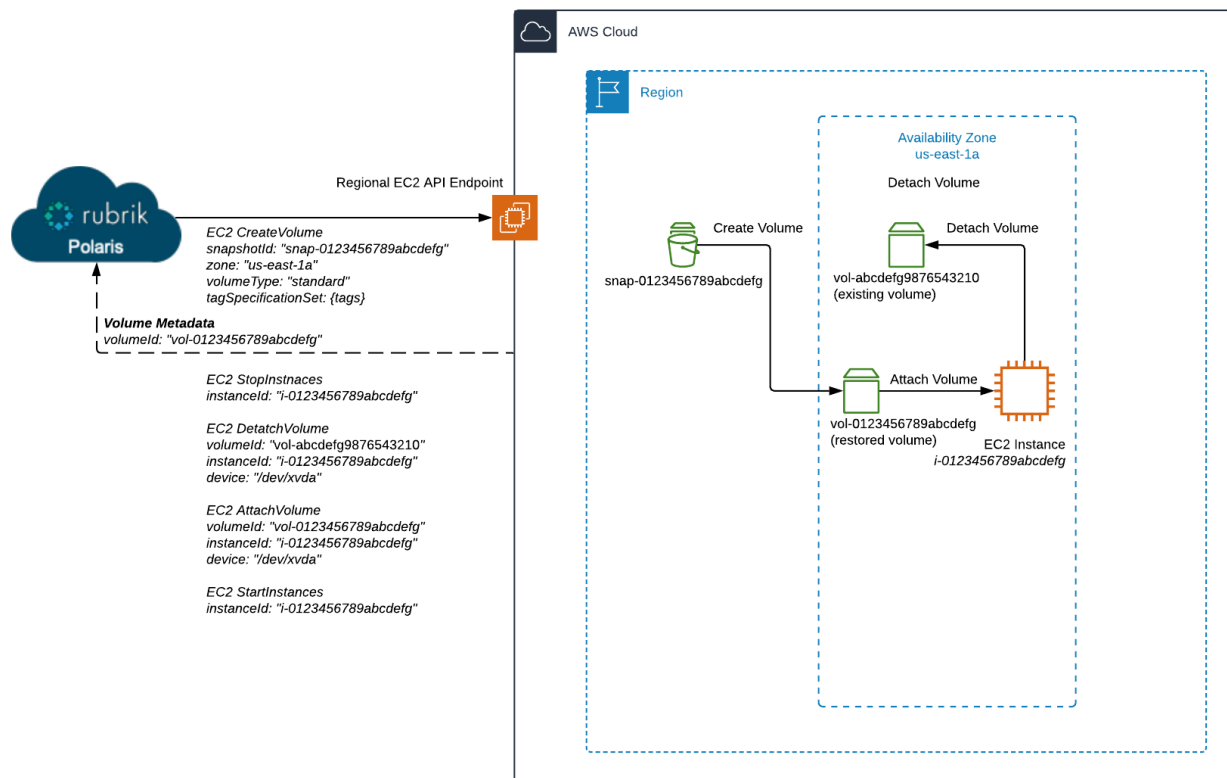 AWS Cloud
Region
Availability Zone
us-east-1a
Detach Volume
rubrik
Polaris
Regional EC2 API Endpoint
EC2 CreateVolume
snapshotId: "snap-0123456789abcdefg"
zone: "us-east-1a"
volumeType: "standard"
tagSpecificationSet: {tags}
Volume Metadata
volumeId: "vol-0123456789abcdefg"
EC2 StopInstnaces
instanceId: "i-0123456789abcdefg"
EC2 DetatchVolume
volumeId: "vol-abcdefg9876543210"
instanceId: "i-0123456789abcdefg"
device: "/dev/xvda"
EC2 AttachVolume
volumeId: "vol-0123456789abcdefg"
instanceId: "i-0123456789abcdefg"
device: "/dev/xvda"
EC2 StartInstances
instanceId: "i-0123456789abcdefg"
Create Volume
Detach Volume
snap-0123456789abcdefg
vol-abcdefg9876543210
(existing volume)
Attach Volume
vol-0123456789abcdefg
(restored volume)
EC2 Instance
i-0123456789abcdefg